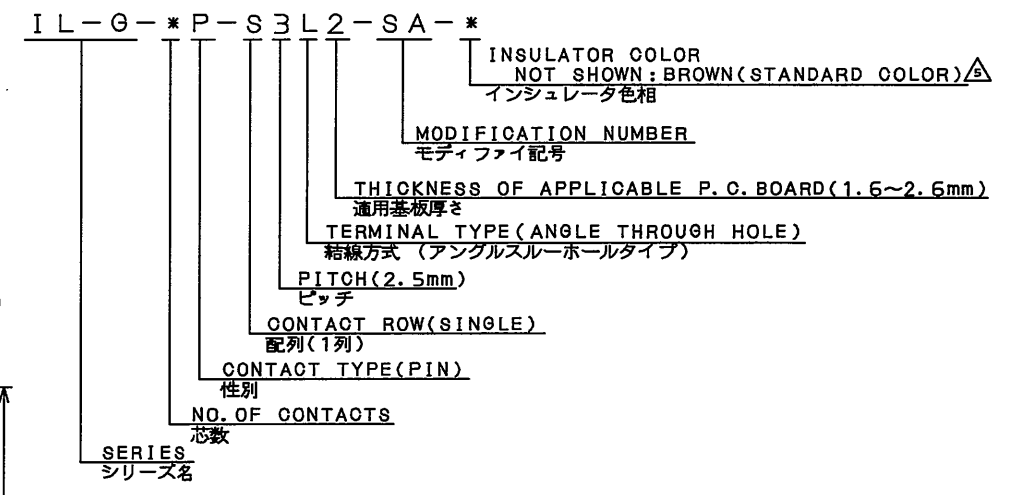 IL-G-*P-S3L2-SA-*
INSULATOR COLOR
NOT SHOWN:BROWN(STANDARD COLOR) 5
インシュレータ色相
MODIFICATION NUMBER
モディファイ記号
THICKNESS OF APPLICABLE P.C.BOARD(1.6~2.6mm)
適用基板厚さ
TERMINAL TYPE(ANGLE THROUGH HOLE)
結線方式 (アングルスルーホールタイプ)
PITCH(2.5mm)
ピッチ
CONTACT ROW(SINGLE)
配列(1列)
CONTACT TYPE(PIN)
性別
NO.OF CONTACTS
芯数
SERIES
シリーズ名